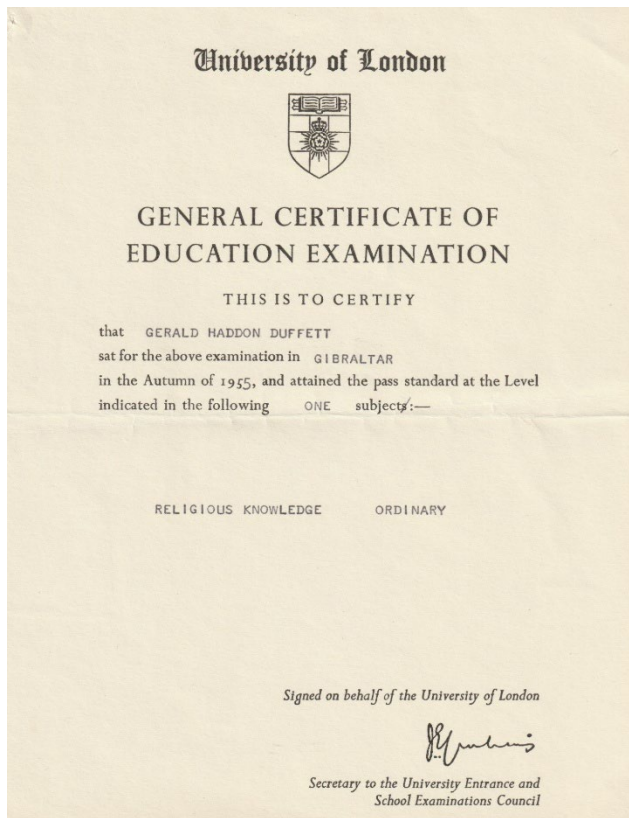 University of London
GENERAL CERTIFICATE OF
EDUCATION EXAMINATION
THIS IS TO CERTIFY
that GERALD HADDON DUFFETT
sat for the above examination in GIBRALTAR
in the Autumn of 1955, and attained the pass standard at the Level
indicated in the following ONE subjects:—
RELIGIOUS KNOWLEDGE ORDINARY
Signed on behalf of the University of London
Secretary to the University Entrance and
School Examinations Council